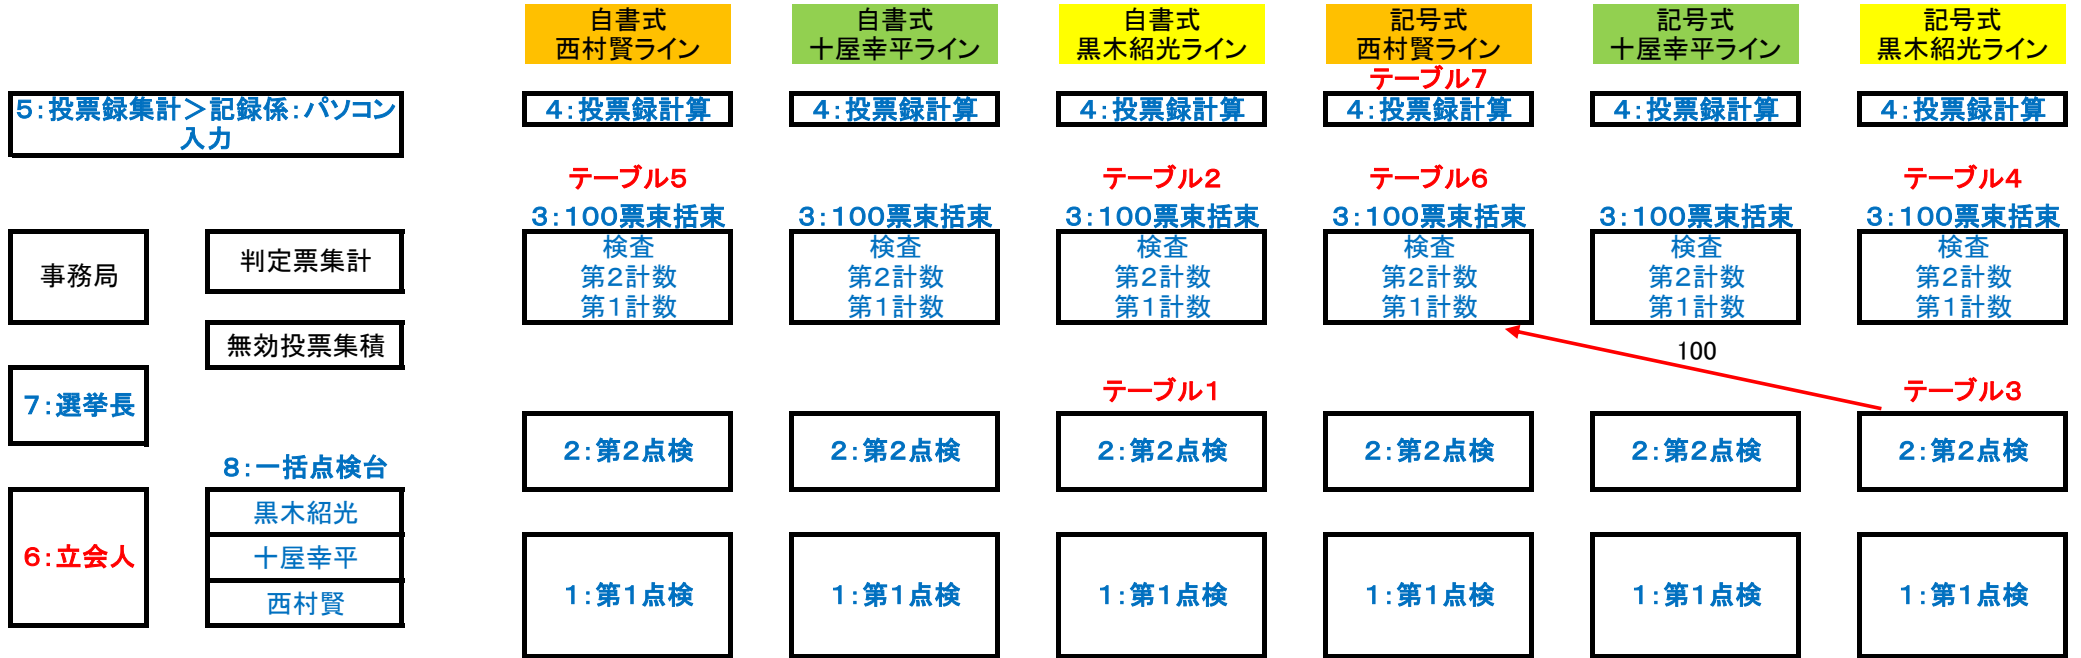 自書式
西村賢ライン
自書式
十屋幸平ライン
自書式
黒木紹光ライン
記号式
西村賢ライン
記号式
十屋幸平ライン
記号式
黒木紹光ライン
テーブル7
5:投票録集計>記録係:パソコン
入力
4:投票録計算
4:投票録計算
4:投票録計算
4:投票録計算
4:投票録計算
4:投票録計算
テーブル5
テーブル2
テーブル6
テーブル4
3:100票束括束
3:100票束括束
3:100票束括束
3:100票束括束
3:100票束括束
3:100票束括束
事務局
判定票集計
無効投票集積
検査
第2計数
第1計数
検査
第2計数
第1計数
検査
第2計数
第1計数
検査
第2計数
第1計数
検査
第2計数
第1計数
検査
第2計数
第1計数
100
テーブル1
テーブル3
7:選挙長
2:第2点検
2:第2点検
2:第2点検
2:第2点検
2:第2点検
2:第2点検
8:一括点検台
6:立会人
黒木紹光
十屋幸平
西村賢
1:第1点検
1:第1点検
1:第1点検
1:第1点検
1:第1点検
1:第1点検